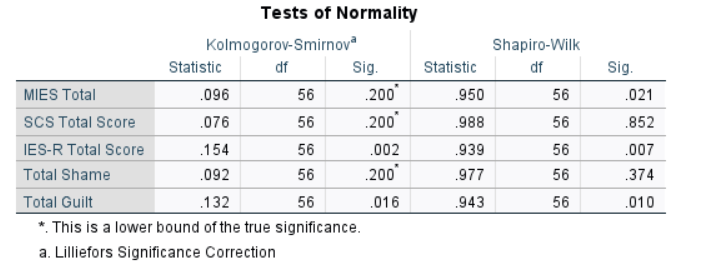 Tests of Normality
Kolmogorov-Smirnovᵃ Shapiro-Wilk
Statistic df Sig. Statistic df Sig.
MIES Total .096 56 .200* .950 56 .021
SCS Total Score .076 56 .200* .988 56 .852
IES-R Total Score .154 56 .002 .939 56 .007
Total Shame .092 56 .200* .977 56 .374
Total Guilt .132 56 .016 .943 56 .010
*. This is a lower bound of the true significance.
a. Lilliefors Significance Correction